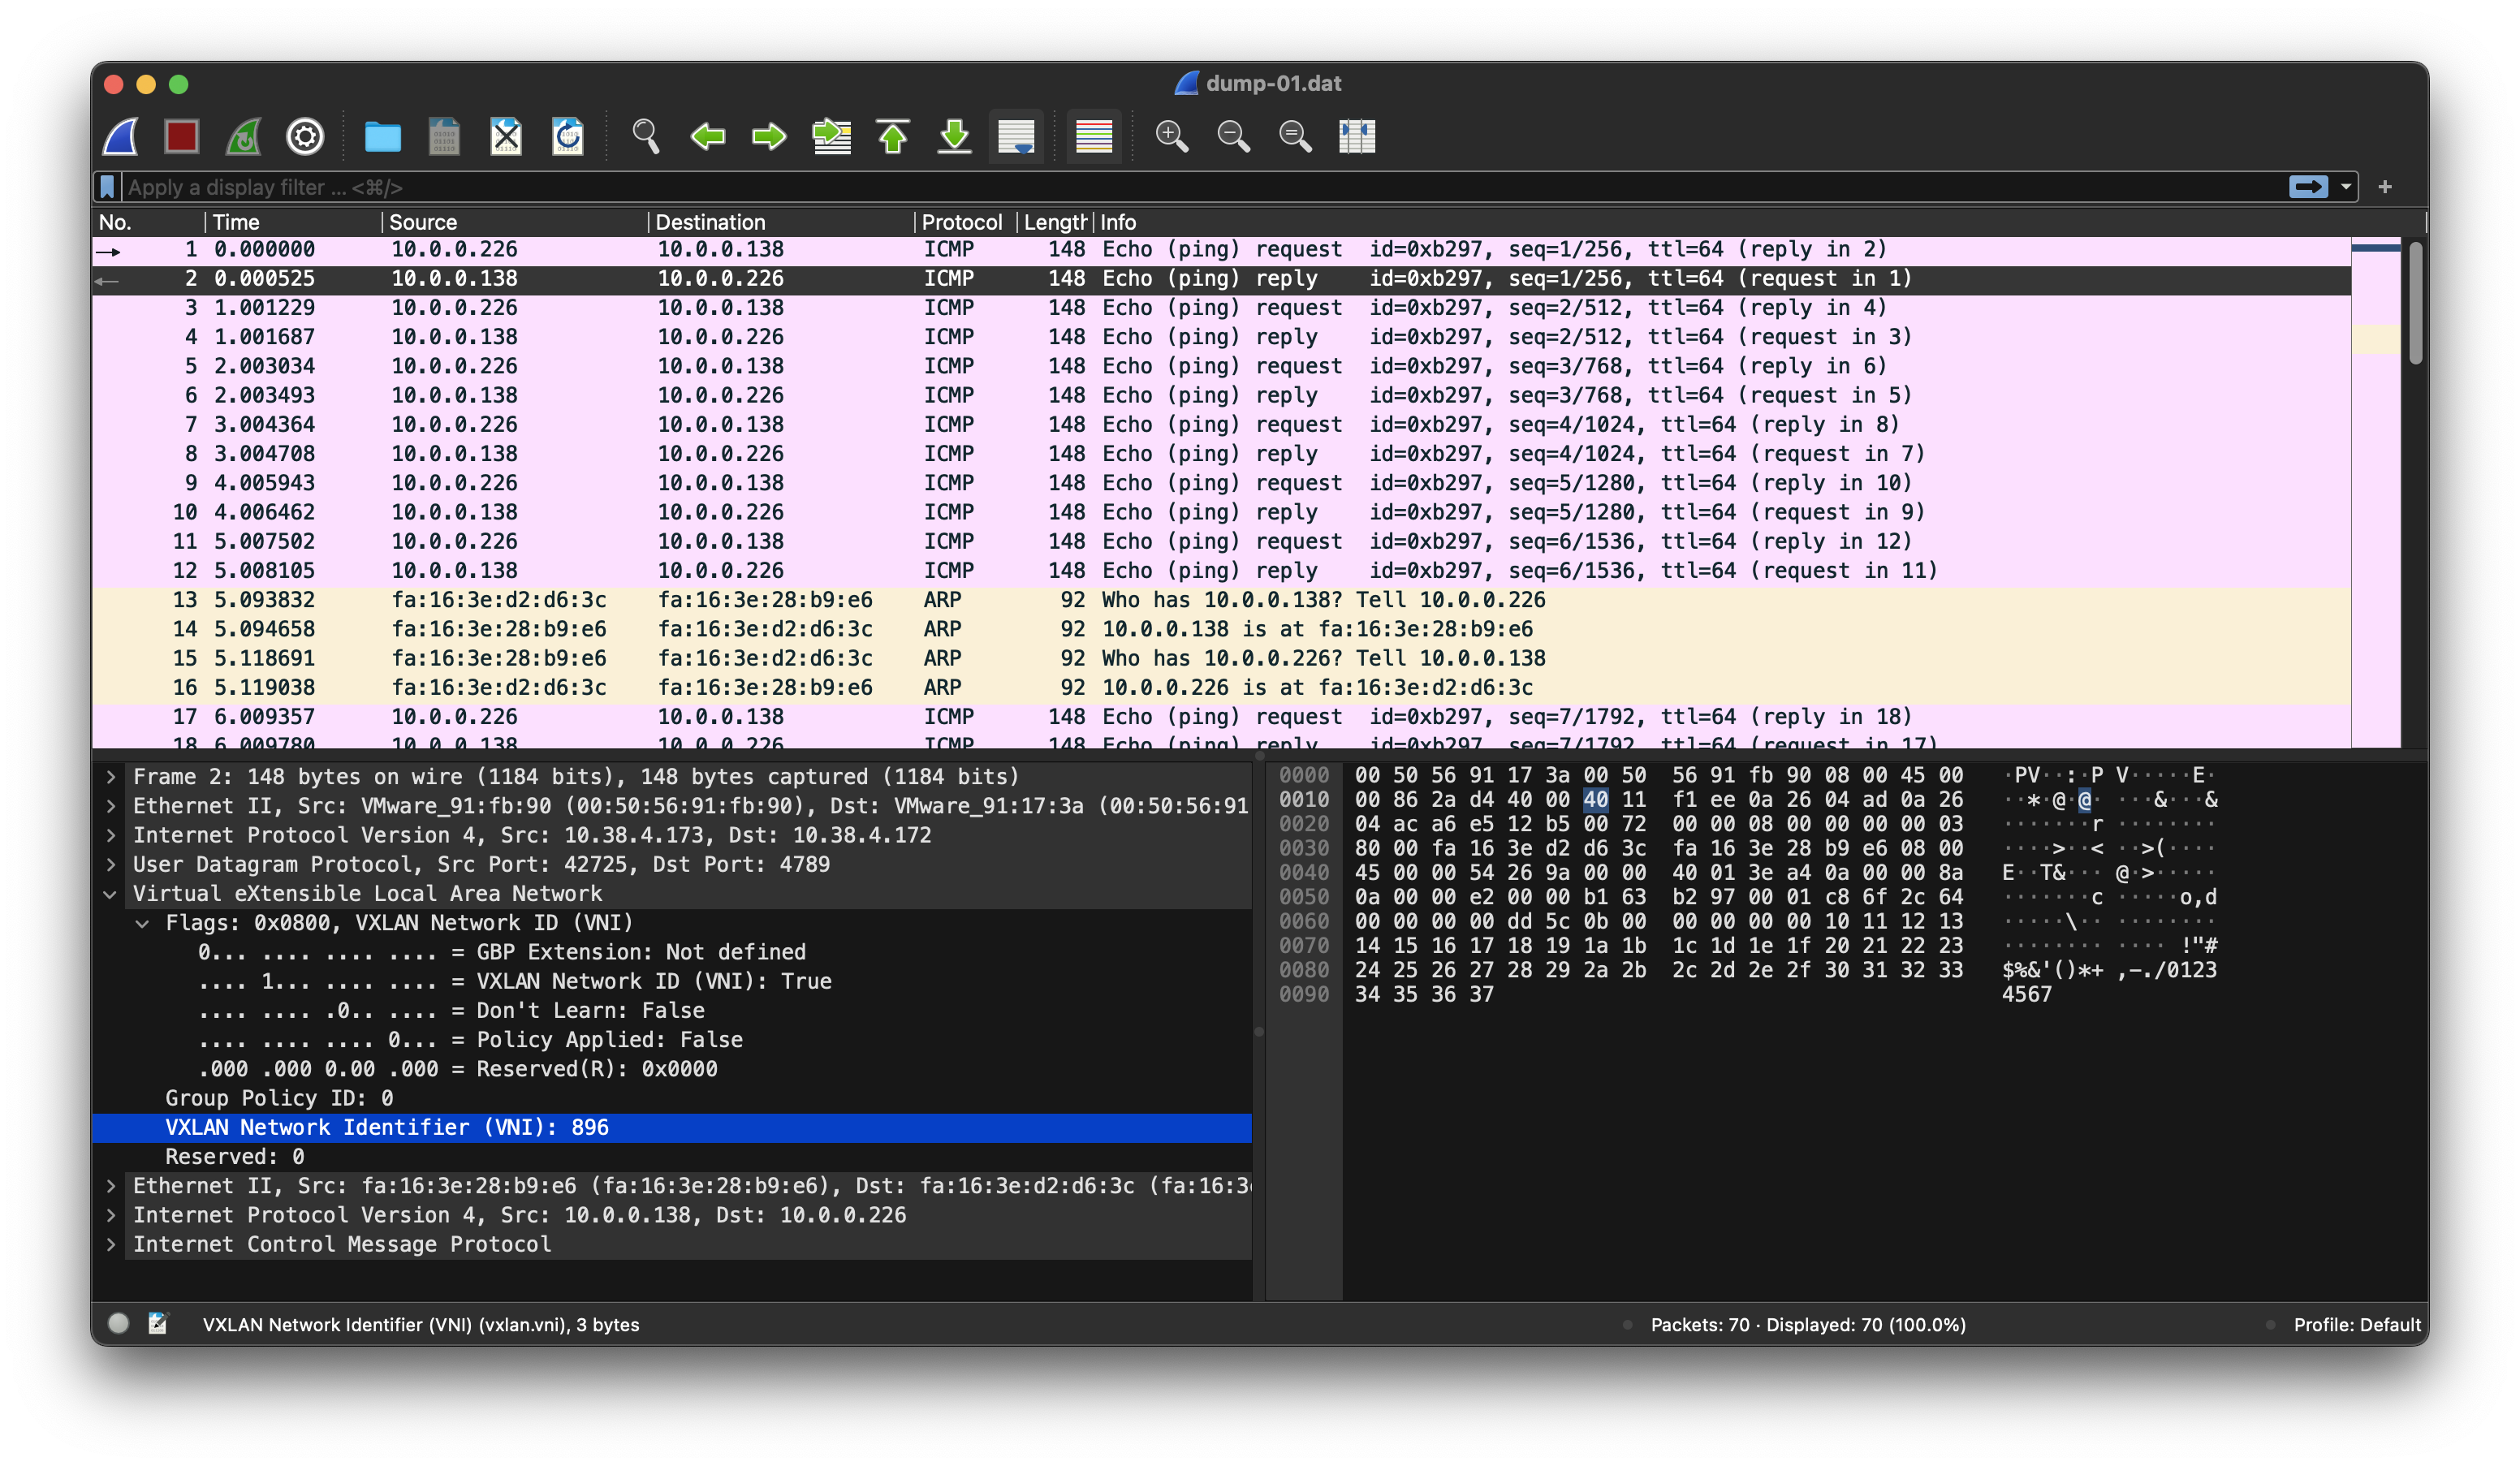 dump-01.dat
Apply a display filter ... <⌘/>
No. Time Source Destination Protocol Length Info
1 0.000000 10.0.0.226 10.0.0.138 ICMP 148 Echo (ping) request id=0xb297, seq=1/256, ttl=64 (reply in 2)
2 0.000525 10.0.0.138 10.0.0.226 ICMP 148 Echo (ping) reply id=0xb297, seq=1/256, ttl=64 (request in 1)
3 1.001229 10.0.0.226 10.0.0.138 ICMP 148 Echo (ping) request id=0xb297, seq=2/512, ttl=64 (reply in 4)
4 1.001687 10.0.0.138 10.0.0.226 ICMP 148 Echo (ping) reply id=0xb297, seq=2/512, ttl=64 (request in 3)
5 2.003034 10.0.0.226 10.0.0.138 ICMP 148 Echo (ping) request id=0xb297, seq=3/768, ttl=64 (reply in 6)
6 2.003493 10.0.0.138 10.0.0.226 ICMP 148 Echo (ping) reply id=0xb297, seq=3/768, ttl=64 (request in 5)
7 3.004364 10.0.0.226 10.0.0.138 ICMP 148 Echo (ping) request id=0xb297, seq=4/1024, ttl=64 (reply in 8)
8 3.004708 10.0.0.138 10.0.0.226 ICMP 148 Echo (ping) reply id=0xb297, seq=4/1024, ttl=64 (request in 7)
9 4.005943 10.0.0.226 10.0.0.138 ICMP 148 Echo (ping) request id=0xb297, seq=5/1280, ttl=64 (reply in 10)
10 4.006462 10.0.0.138 10.0.0.226 ICMP 148 Echo (ping) reply id=0xb297, seq=5/1280, ttl=64 (request in 9)
11 5.007502 10.0.0.226 10.0.0.138 ICMP 148 Echo (ping) request id=0xb297, seq=6/1536, ttl=64 (reply in 12)
12 5.008105 10.0.0.138 10.0.0.226 ICMP 148 Echo (ping) reply id=0xb297, seq=6/1536, ttl=64 (request in 11)
13 5.093832 fa:16:3e:d2:d6:3c fa:16:3e:28:b9:e6 ARP 92 Who has 10.0.0.138? Tell 10.0.0.226
14 5.094658 fa:16:3e:28:b9:e6 fa:16:3e:d2:d6:3c ARP 92 10.0.0.138 is at fa:16:3e:28:b9:e6
15 5.118691 fa:16:3e:28:b9:e6 fa:16:3e:d2:d6:3c ARP 92 Who has 10.0.0.226? Tell 10.0.0.138
16 5.119038 fa:16:3e:d2:d6:3c fa:16:3e:28:b9:e6 ARP 92 10.0.0.226 is at fa:16:3e:d2:d6:3c
17 6.009357 10.0.0.226 10.0.0.138 ICMP 148 Echo (ping) request id=0xb297, seq=7/1792, ttl=64 (reply in 18)
18 6.009780 10.0.0.138 10.0.0.226 ICMP 148 Echo (ping) reply id=0xb297, seq=7/1792, ttl=64 (request in 17)
Frame 2: 148 bytes on wire (1184 bits), 148 bytes captured (1184 bits)
Ethernet II, Src: VMware_91:fb:90 (00:50:56:91:fb:90), Dst: VMware_91:17:3a (00:50:56:91
Internet Protocol Version 4, Src: 10.38.4.173, Dst: 10.38.4.172
User Datagram Protocol, Src Port: 42725, Dst Port: 4789
Virtual eXtensible Local Area Network
Flags: 0x0800, VXLAN Network ID (VNI)
0... .... .... .... = GBP Extension: Not defined
.... 1... .... .... = VXLAN Network ID (VNI): True
.... .... .0.. .... = Don't Learn: False
.... .... .... 0... = Policy Applied: False
.000 .000 0.00 .000 = Reserved(R): 0x0000
Group Policy ID: 0
VXLAN Network Identifier (VNI): 896
Reserved: 0
Ethernet II, Src: fa:16:3e:28:b9:e6 (fa:16:3e:28:b9:e6), Dst: fa:16:3e:d2:d6:3c (fa:16:3e
Internet Protocol Version 4, Src: 10.0.0.138, Dst: 10.0.0.226
Internet Control Message Protocol
0000 00 50 56 91 17 3a 00 50 56 91 fb 90 08 00 45 00 ·PV··:·P V·····E·
0010 00 86 2a d4 40 00 40 11 f1 ee 0a 26 04 ad 0a 26 ··*·@·@· ···&···&
0020 04 ac a6 e5 12 b5 00 72 00 00 08 00 00 00 00 03 ·······r ········
0030 80 00 fa 16 3e d2 d6 3c fa 16 3e 28 b9 e6 08 00 ····>··< ··>(····
0040 45 00 00 54 26 9a 00 00 40 01 3e a4 0a 00 00 8a E··T&··· @·>·····
0050 0a 00 00 e2 00 00 b1 63 b2 97 00 01 c8 6f 2c 64 ·······c ·····o,d
0060 00 00 00 00 dd 5c 0b 00 00 00 00 00 10 11 12 13 ·····\·· ········
0070 14 15 16 17 18 19 1a 1b 1c 1d 1e 1f 20 21 22 23 ········ ···· !"#
0080 24 25 26 27 28 29 2a 2b 2c 2d 2e 2f 30 31 32 33 $%&'()*+ ,-./0123
0090 34 35 36 37 4567
VXLAN Network Identifier (VNI) (vxlan.vni), 3 bytes
Packets: 70 · Displayed: 70 (100.0%)
Profile: Default